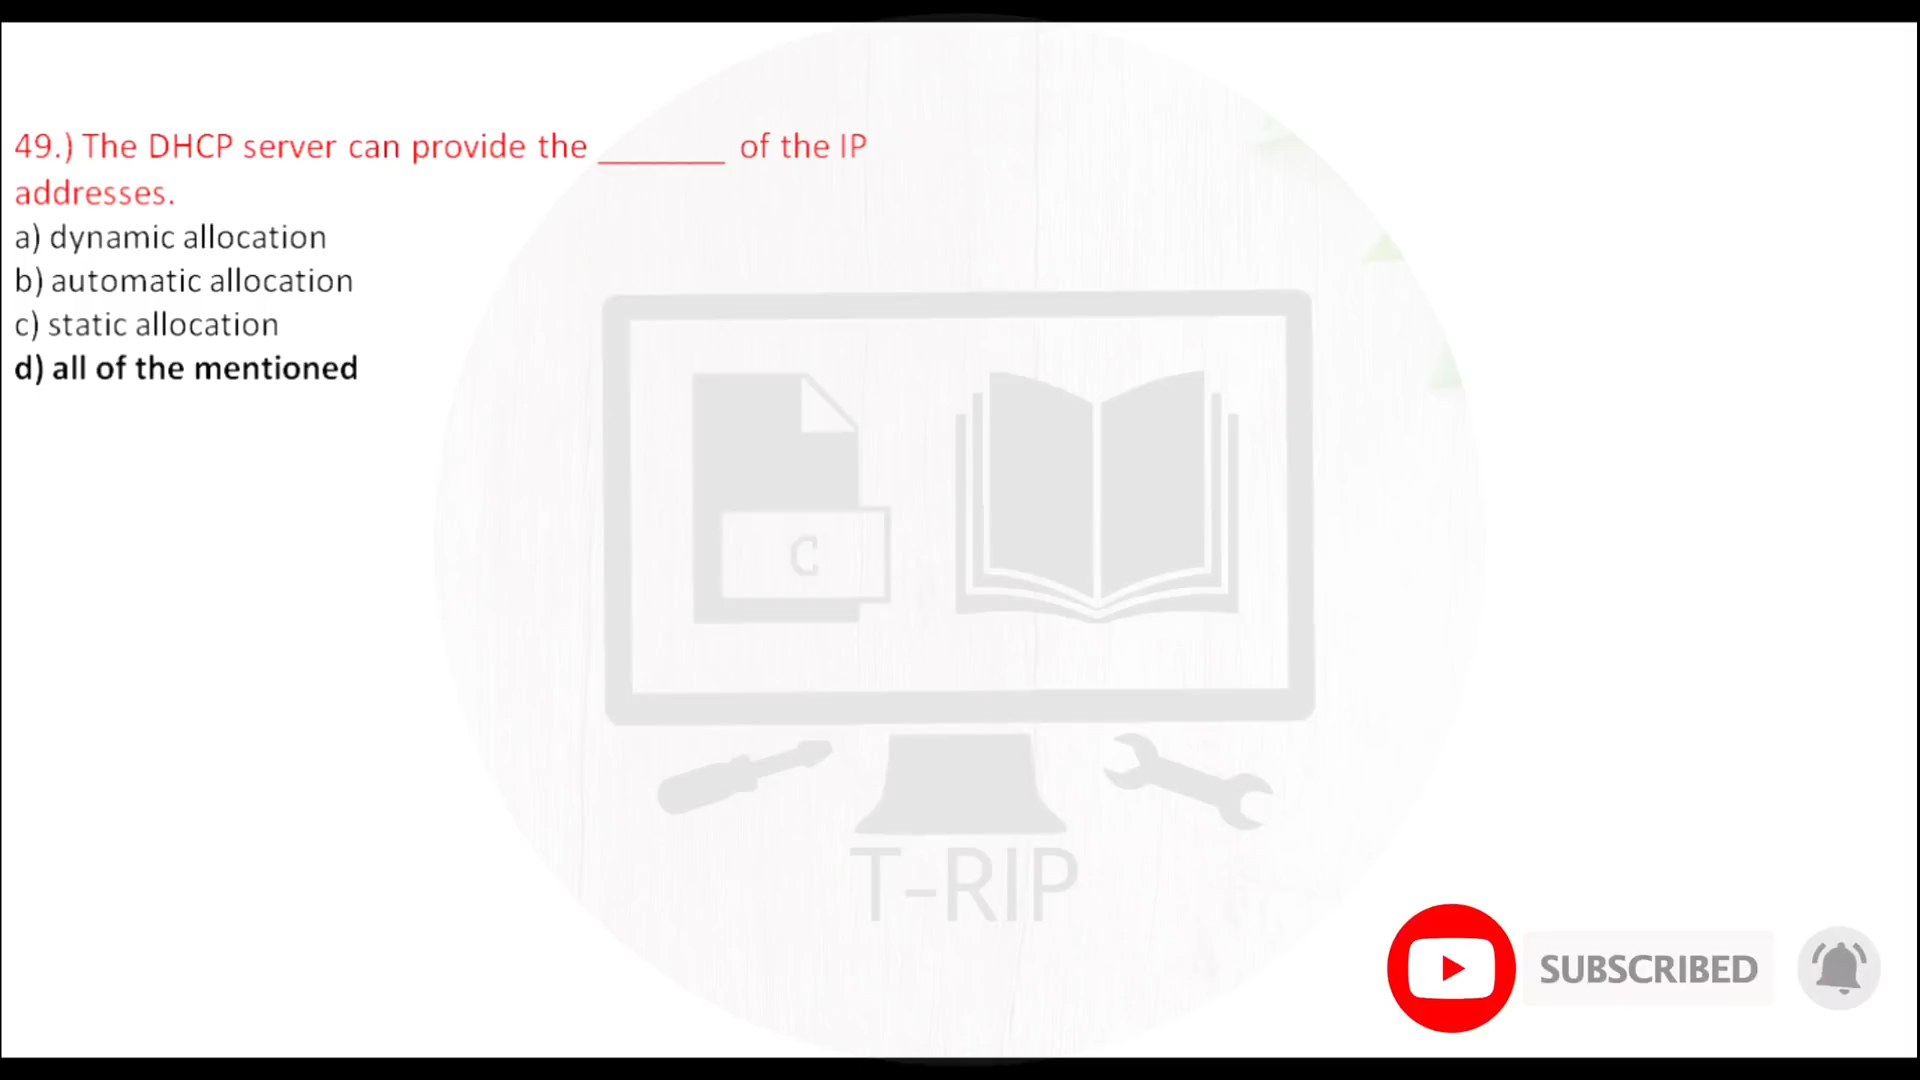 49.) The DHCP server can provide the ________ of the IP
addresses.
a) dynamic allocation
b) automatic allocation
c) static allocation
d) all of the mentioned
C
T-RIP
SUBSCRIBED